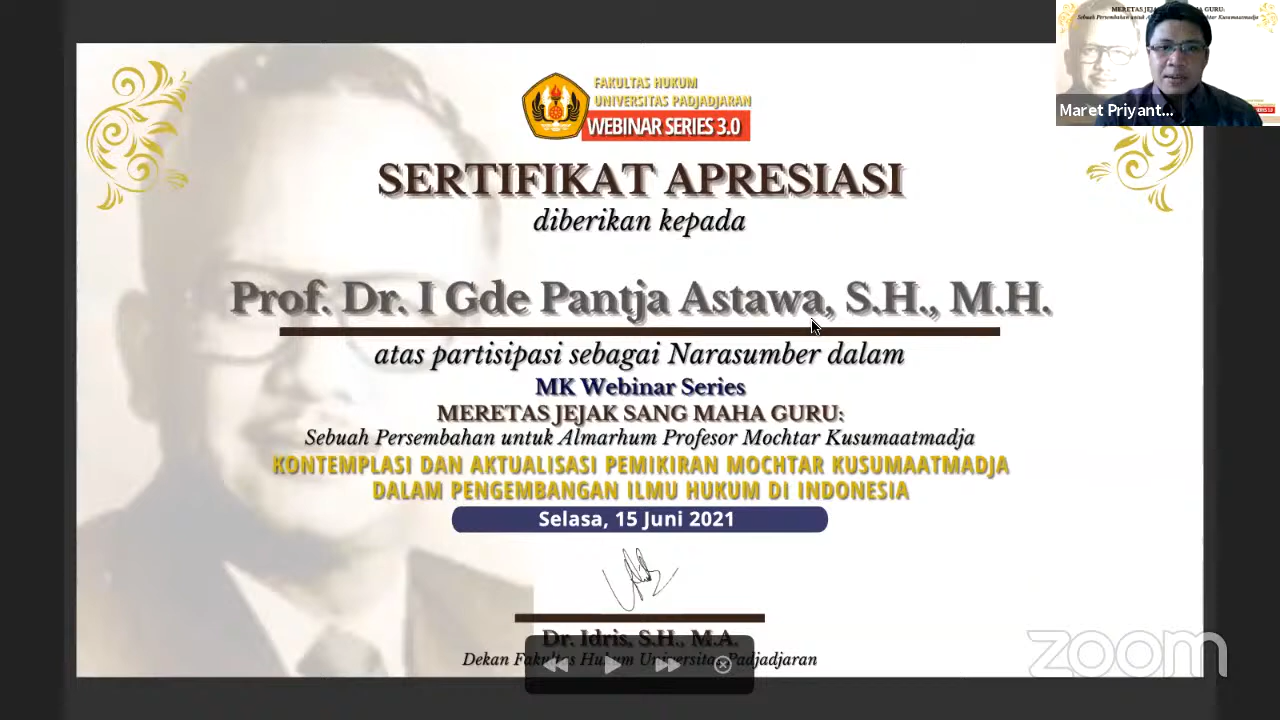 FAKULTAS HUKUM
UNIVERSITAS PADJADJARAN
WEBINAR SERIES 3.0
SERTIFIKAT APRESIASI
diberikan kepada
Prof. Dr. I Gde Pantja Astawa, S.H., M.H.
atas partisipasi sebagai Narasumber dalam
MK Webinar Series
MERETAS JEJAK SANG MAHA GURU:
Sebuah Persembahan untuk Almarhum Profesor Mochtar Kusumaatmadja
KONTEMPLASI DAN AKTUALISASI PEMIKIRAN MOCHTAR KUSUMAATMADJA
DALAM PENGEMBANGAN ILMU HUKUM DI INDONESIA
Selasa, 15 Juni 2021
Dr. Idris, S.H., M.A.
Dekan Fakultas Hukum Universitas Padjadjaran
Maret Priyant...
zoom